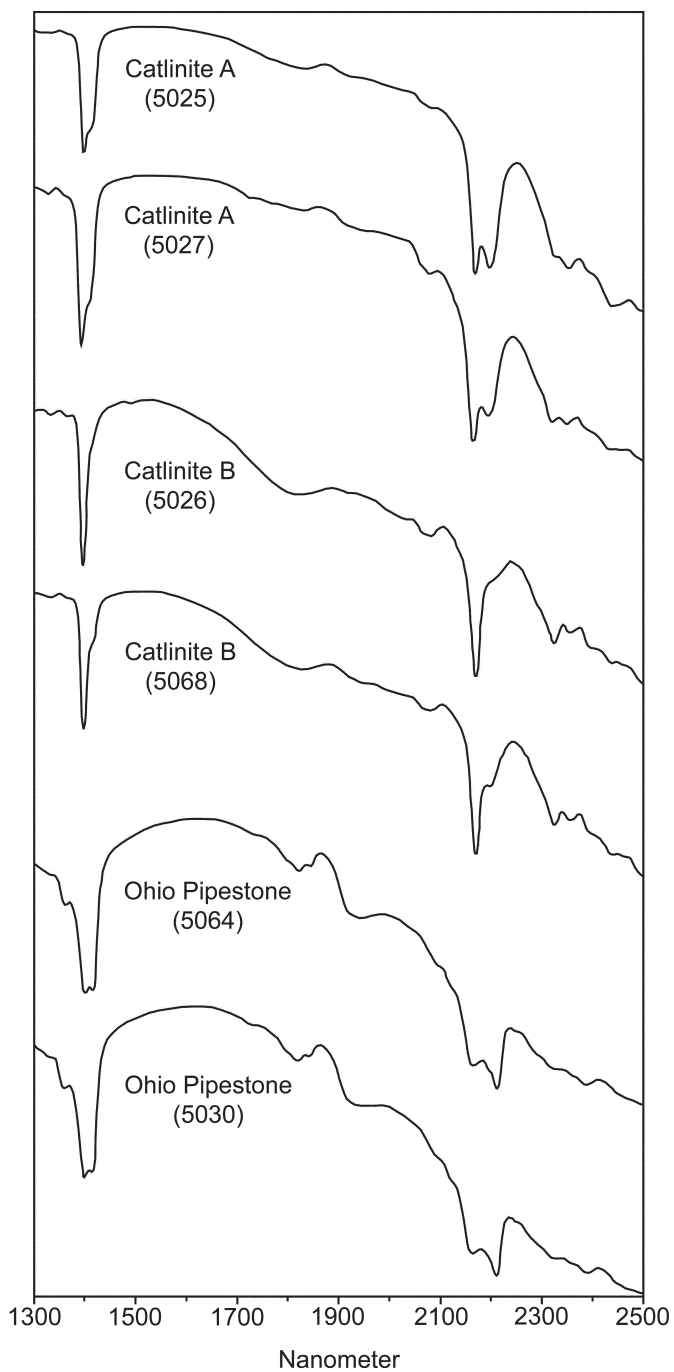 Catlinite A
(5025)
Catlinite A
(5027)
Catlinite B
(5026)
Catlinite B
(5068)
Ohio Pipestone
(5064)
Ohio Pipestone
(5030)
1300 1500 1700 1900 2100 2300 2500
Nanometer